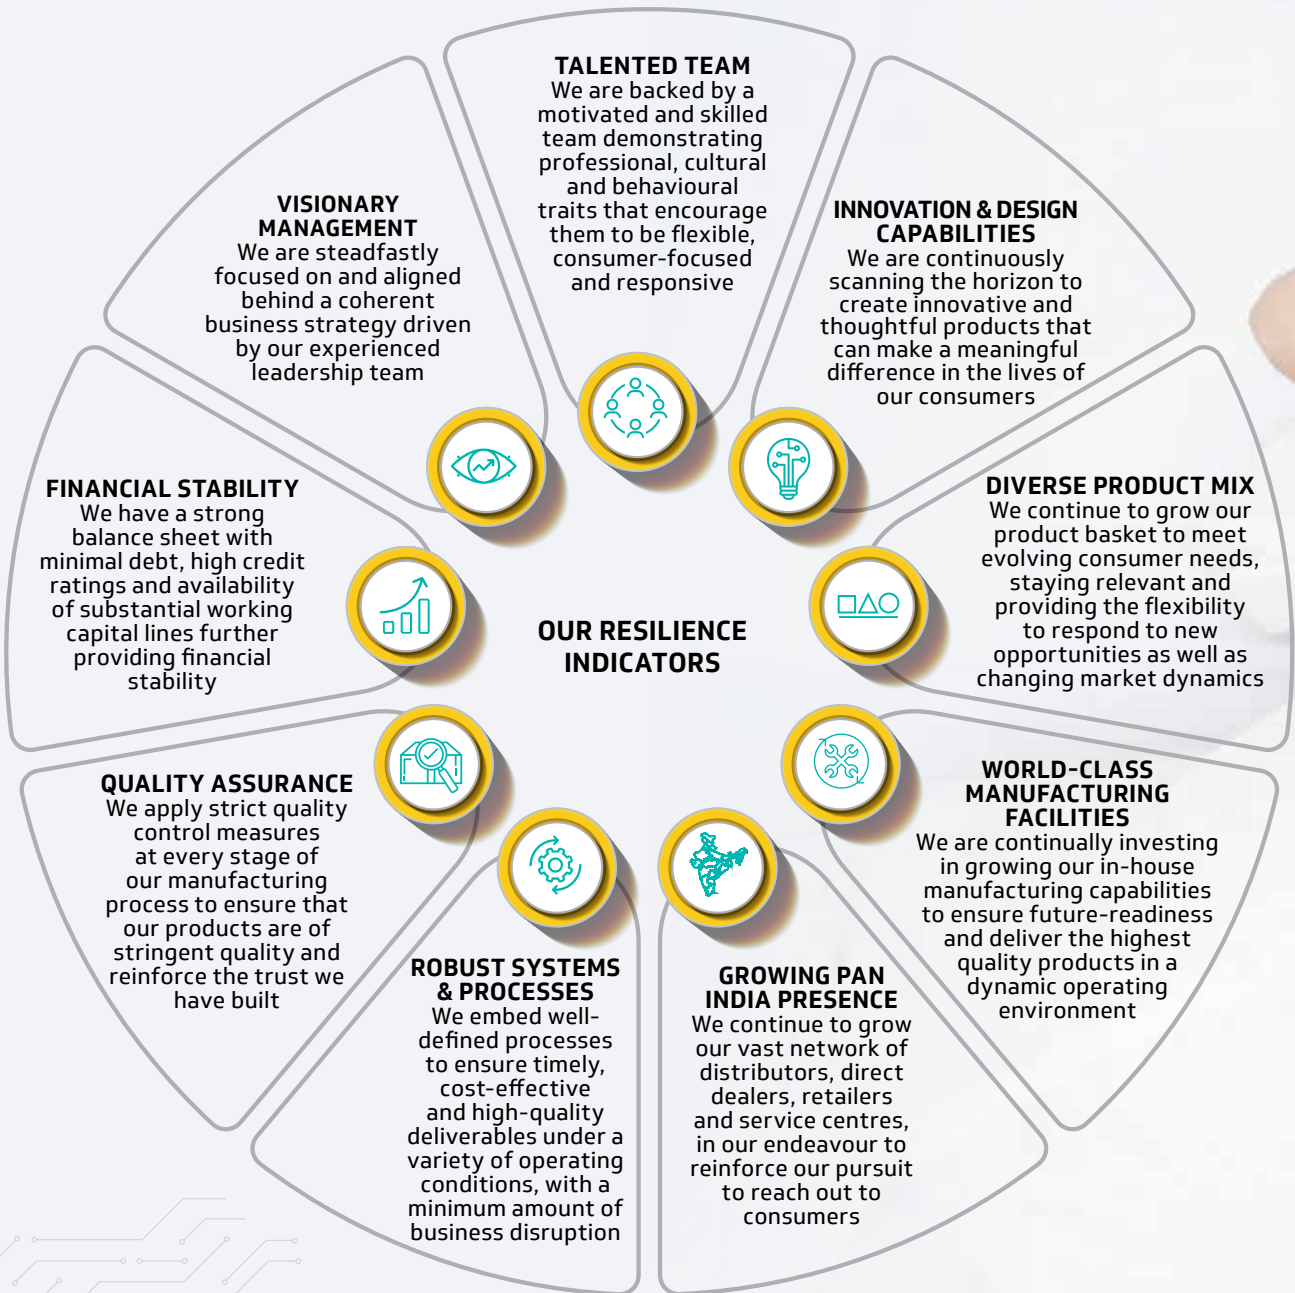 TALENTED TEAM
We are backed by a
motivated and skilled
team demonstrating
professional, cultural
and behavioural
traits that encourage
them to be flexible,
consumer-focused
and responsive
INNOVATION & DESIGN
CAPABILITIES
We are continuously
scanning the horizon to
create innovative and
thoughtful products that
can make a meaningful
difference in the lives of
our consumers
DIVERSE PRODUCT MIX
We continue to grow our
product basket to meet
evolving consumer needs,
staying relevant and
providing the flexibility
to respond to new
opportunities as well as
changing market dynamics
WORLD-CLASS
MANUFACTURING
FACILITIES
We are continually investing
in growing our in-house
manufacturing capabilities
to ensure future-readiness
and deliver the highest
quality products in a
dynamic operating
environment
GROWING PAN
INDIA PRESENCE
We continue to grow
our vast network of
distributors, direct
dealers, retailers
and service centres,
in our endeavour to
reinforce our pursuit
to reach out to
consumers
ROBUST SYSTEMS
& PROCESSES
We embed well-
defined processes
to ensure timely,
cost-effective
and high-quality
deliverables under a
variety of operating
conditions, with a
minimum amount of
business disruption
QUALITY ASSURANCE
We apply strict quality
control measures
at every stage of
our manufacturing
process to ensure that
our products are of
stringent quality and
reinforce the trust we
have built
FINANCIAL STABILITY
We have a strong
balance sheet with
minimal debt, high credit
ratings and availability
of substantial working
capital lines further
providing financial
stability
VISIONARY
MANAGEMENT
We are steadfastly
focused on and aligned
behind a coherent
business strategy driven
by our experienced
leadership team
OUR RESILIENCE
INDICATORS